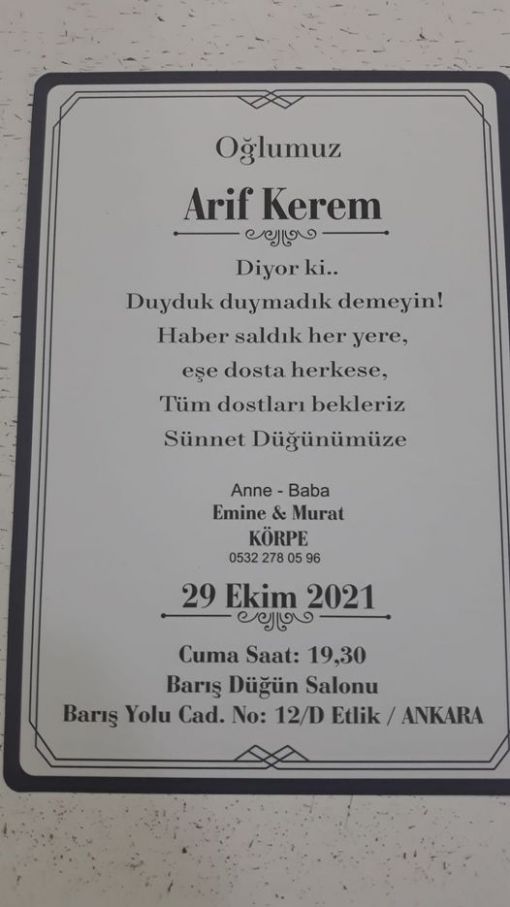 Oğlumuz
Arif Kerem
Diyor ki..
Duyduk duymadık demeyin!
Haber saldık her yere,
eşe dosta herkese,
Tüm dostları bekleriz
Sünnet Düğünümüze
Anne - Baba
Emine & Murat
KÖRPE
0532 278 05 96
29 Ekim 2021
Cuma Saat: 19,30
Barış Düğün Salonu
Barış Yolu Cad. No: 12/D Etlik / ANKARA